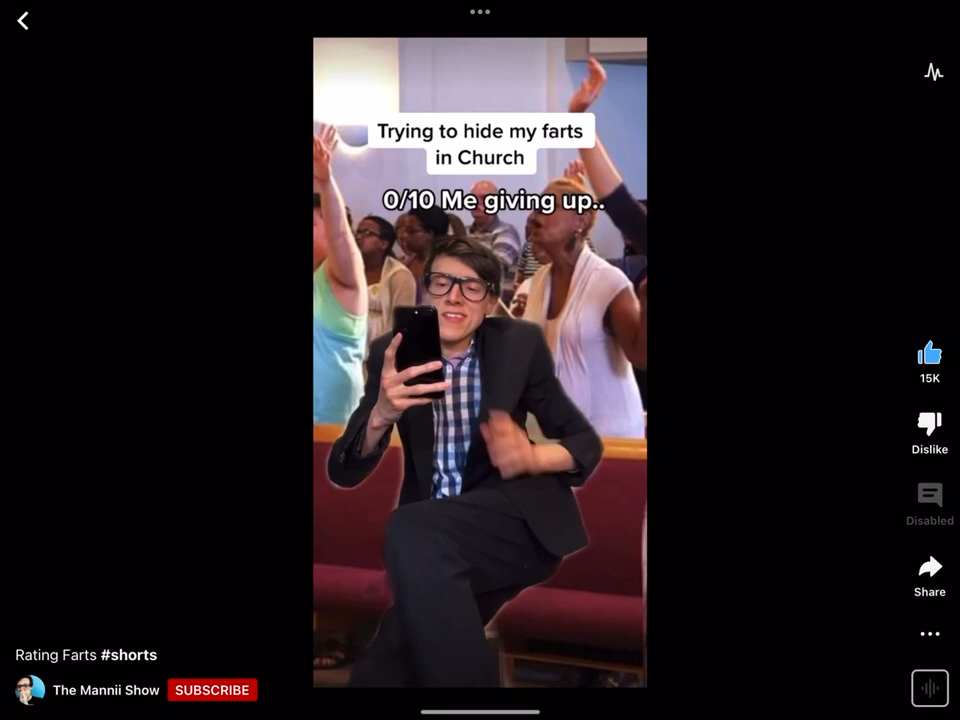 Trying to hide my farts
in Church
0/10 Me giving up..
15K
Dislike
Disabled
Share
Rating Farts #shorts
The Mannii Show SUBSCRIBE